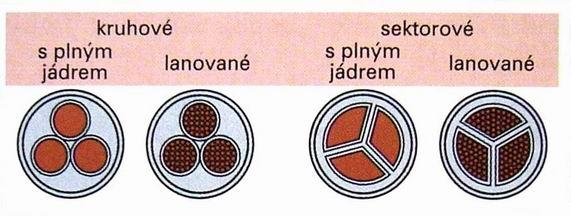 kruhové
s plným
jádrem
lanované
sektorové
s plným
jádrem
lanované